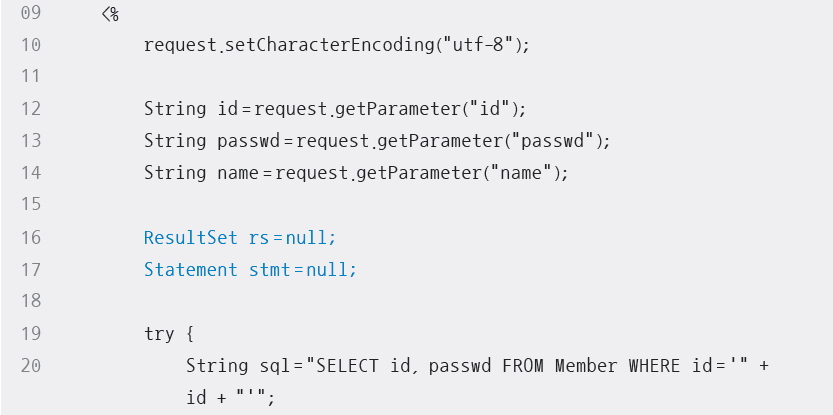 09 <%
10 request.setCharacterEncoding("utf-8");
11
12 String id=request.getParameter("id");
13 String passwd=request.getParameter("passwd");
14 String name=request.getParameter("name");
15
16 ResultSet rs=null;
17 Statement stmt=null;
18
19 try {
20 String sql="SELECT id, passwd FROM Member WHERE id='" +
id + "'";